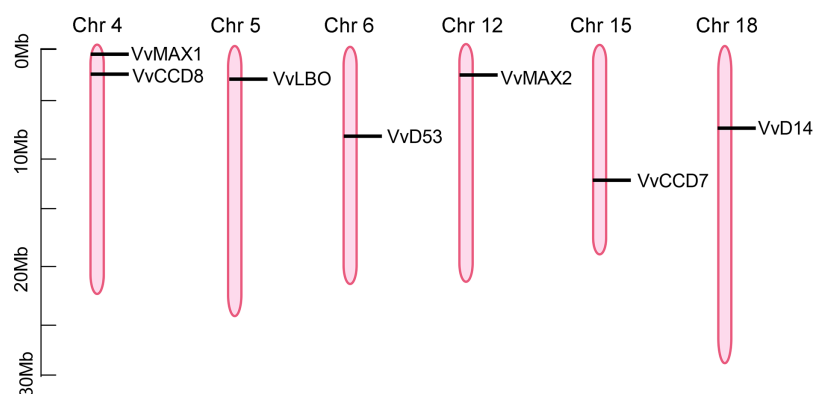 Chr 4 Chr 5 Chr 6 Chr 12 Chr 15 Chr 18
0Mb
VvMAX1
VvCCD8
VvLBO
VvMAX2
VvD14
VvD53
10Mb
VvCCD7
20Mb
30Mb